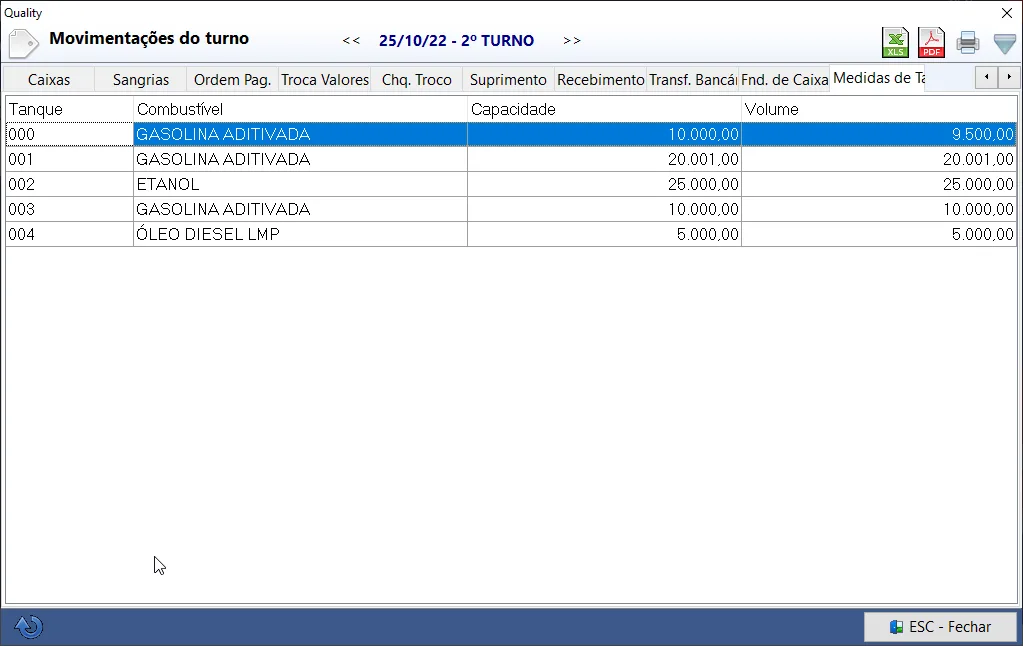 Quality
Movimentações do turno << 25/10/22 - 2º TURNO >> XLS PDF
Caixas Sangrias Ordem Pag. Troca Valores Chq. Troco Suprimento Recebimento Transf. Bancái Fnd. de Caixa Medidas de Ta
Tanque Combustível Capacidade Volume
000 GASOLINA ADITIVADA 10.000,00 9.500,00
001 GASOLINA ADITIVADA 20.001,00 20.001,00
002 ETANOL 25.000,00 25.000,00
003 GASOLINA ADITIVADA 10.000,00 10.000,00
004 ÓLEO DIESEL LMP 5.000,00 5.000,00
ESC - Fechar